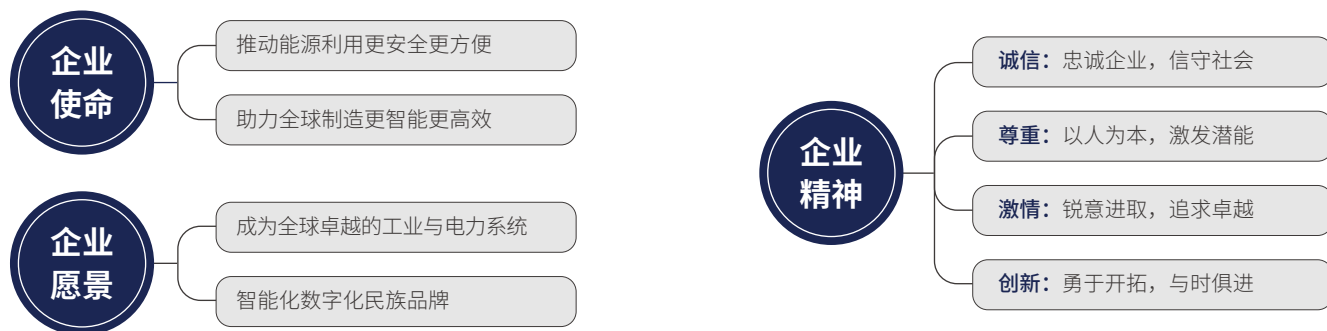 企业
使命
推动能源利用更安全更方便
助力全球制造更智能更高效
企业
愿景
成为全球卓越的工业与电力系统
智能化数字化民族品牌
企业
精神
诚信：忠诚企业，信守社会
尊重：以人为本，激发潜能
激情：锐意进取，追求卓越
创新：勇于开拓，与时俱进